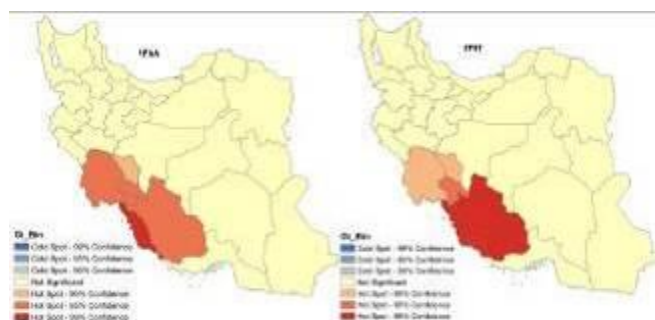 Gi_Bin
Cold Spot - 99% Confidence
Cold Spot - 95% Confidence
Cold Spot - 90% Confidence
Not Significant
Hot Spot - 90% Confidence
Hot Spot - 95% Confidence
Hot Spot - 99% Confidence
Gi_Bin
Cold Spot - 99% Confidence
Cold Spot - 95% Confidence
Cold Spot - 90% Confidence
Not Significant
Hot Spot - 90% Confidence
Hot Spot - 95% Confidence
Hot Spot - 99% Confidence